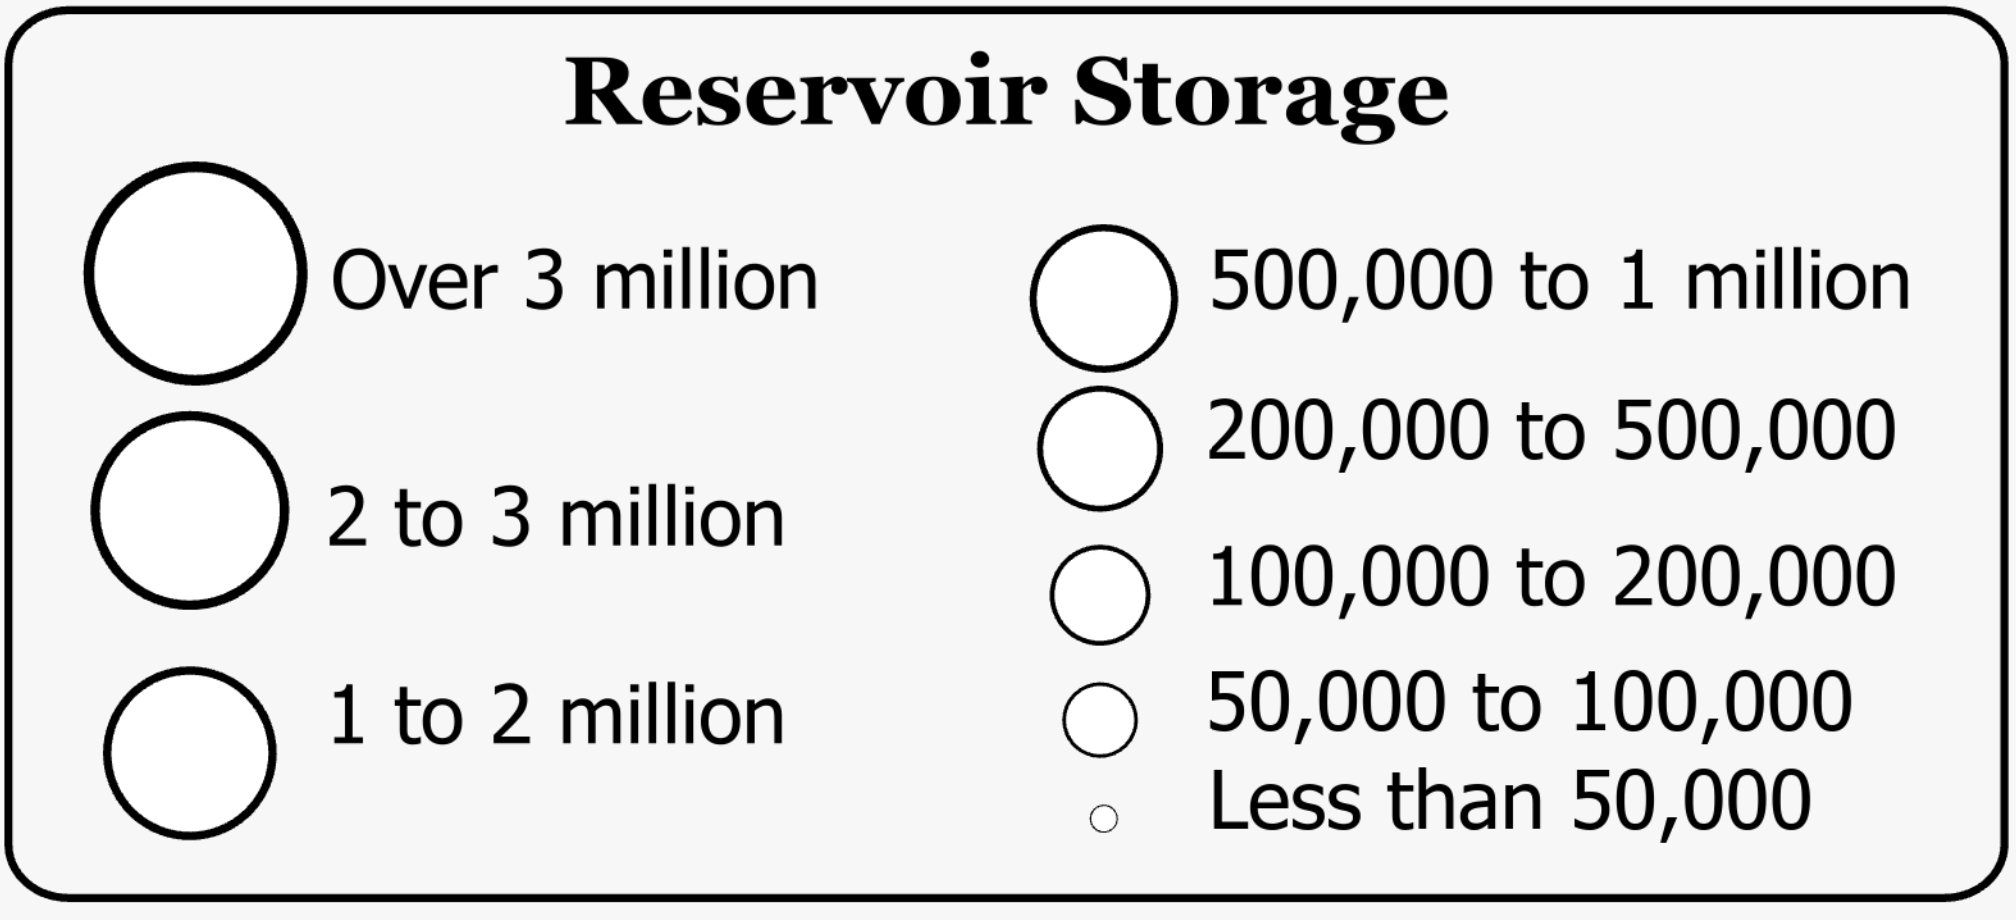 Reservoir Storage
Over 3 million
2 to 3 million
1 to 2 million
500,000 to 1 million
200,000 to 500,000
100,000 to 200,000
50,000 to 100,000
Less than 50,000